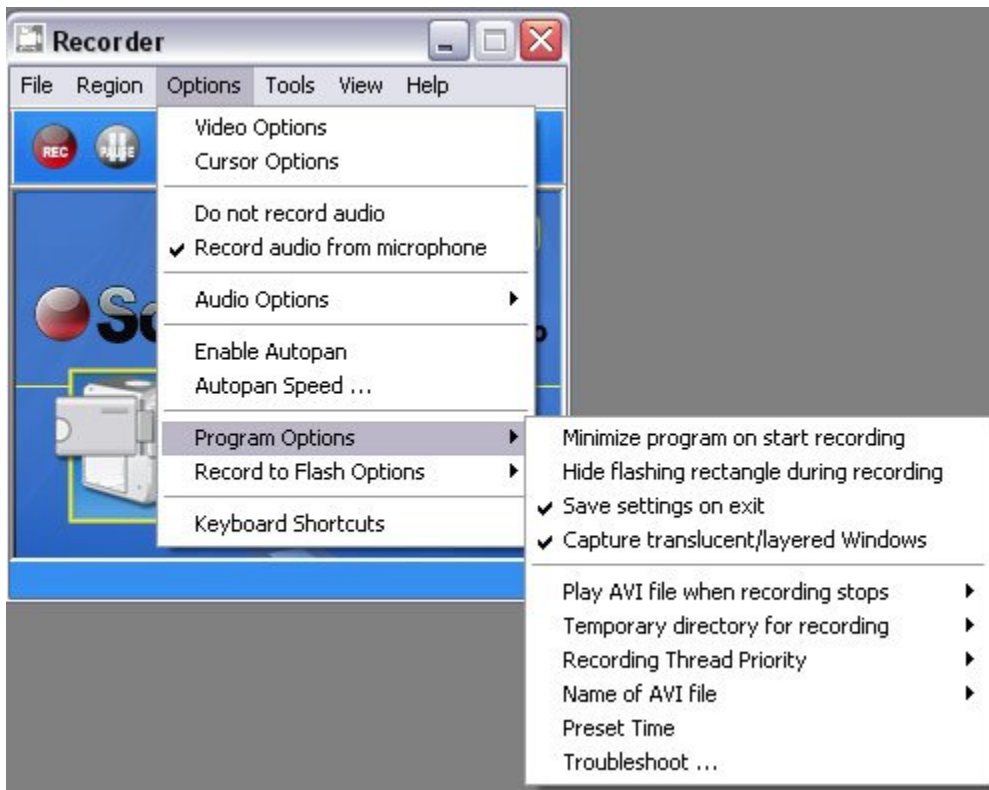 Recorder
File Region Options Tools View Help
REC PAUSE
Video Options
Cursor Options
Do not record audio
Record audio from microphone
Audio Options
Enable Autopan
Autopan Speed ...
Program Options
Record to Flash Options
Keyboard Shortcuts
Minimize program on start recording
Hide flashing rectangle during recording
Save settings on exit
Capture translucent/layered Windows
Play AVI file when recording stops
Temporary directory for recording
Recording Thread Priority
Name of AVI file
Preset Time
Troubleshoot ...